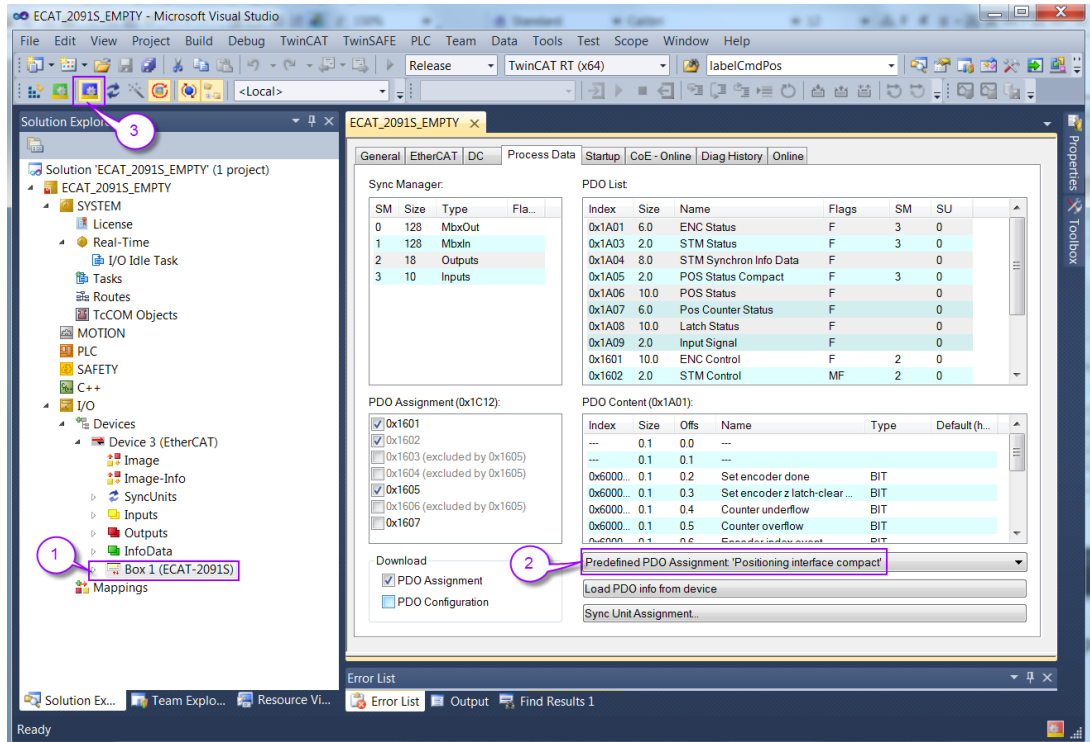 ECAT_2091S_EMPTY - Microsoft Visual Studio
File Edit View Project Build Debug TwinCAT TwinSAFE PLC Team Data Tools Test Scope Window Help
Release TwinCAT RT (x64) labelCmdPos
<Local>
3
Solution Explor
ECAT_2091S_EMPTY
Properties
Toolbox
Solution 'ECAT_2091S_EMPTY' (1 project)
ECAT_2091S_EMPTY
SYSTEM
License
Real-Time
I/O Idle Task
Tasks
Routes
TcCOM Objects
MOTION
PLC
SAFETY
C++
I/O
Devices
Device 3 (EtherCAT)
Image
Image-Info
SyncUnits
Inputs
Outputs
InfoData
1
Box 1 (ECAT-2091S)
Mappings
General EtherCAT DC Process Data Startup CoE - Online Diag History Online
Sync Manager:
SM Size Type Fla...
0 128 MbxOut
1 128 MbxIn
2 18 Outputs
3 10 Inputs
PDO List:
Index Size Name Flags SM SU
0x1A01 6.0 ENC Status F 3 0
0x1A03 2.0 STM Status F 3 0
0x1A04 8.0 STM Synchron Info Data F 0
0x1A05 2.0 POS Status Compact F 3 0
0x1A06 10.0 POS Status F 0
0x1A07 6.0 Pos Counter Status F 0
0x1A08 10.0 Latch Status F 0
0x1A09 2.0 Input Signal F 0
0x1601 10.0 ENC Control F 2 0
0x1602 2.0 STM Control MF 2 0
PDO Assignment (0x1C12):
0x1601
0x1602
0x1603 (excluded by 0x1605)
0x1604 (excluded by 0x1605)
0x1605
0x1606 (excluded by 0x1605)
0x1607
PDO Content (0x1A01):
Index Size Offs Name Type Default (h...
--- 0.1 0.0 ---
--- 0.1 0.1 ---
0x6000... 0.1 0.2 Set encoder done BIT
0x6000... 0.1 0.3 Set encoder z latch-clear ... BIT
0x6000... 0.1 0.4 Counter underflow BIT
0x6000... 0.1 0.5 Counter overflow BIT
0x6000... 0.1 0.6 Encoder index event BIT
Download
PDO Assignment
PDO Configuration
2
Predefined PDO Assignment: 'Positioning interface compact'
Load PDO info from device
Sync Unit Assignment...
Error List
Solution Ex... Team Explo... Resource Vi...
Error List Output Find Results 1
Ready